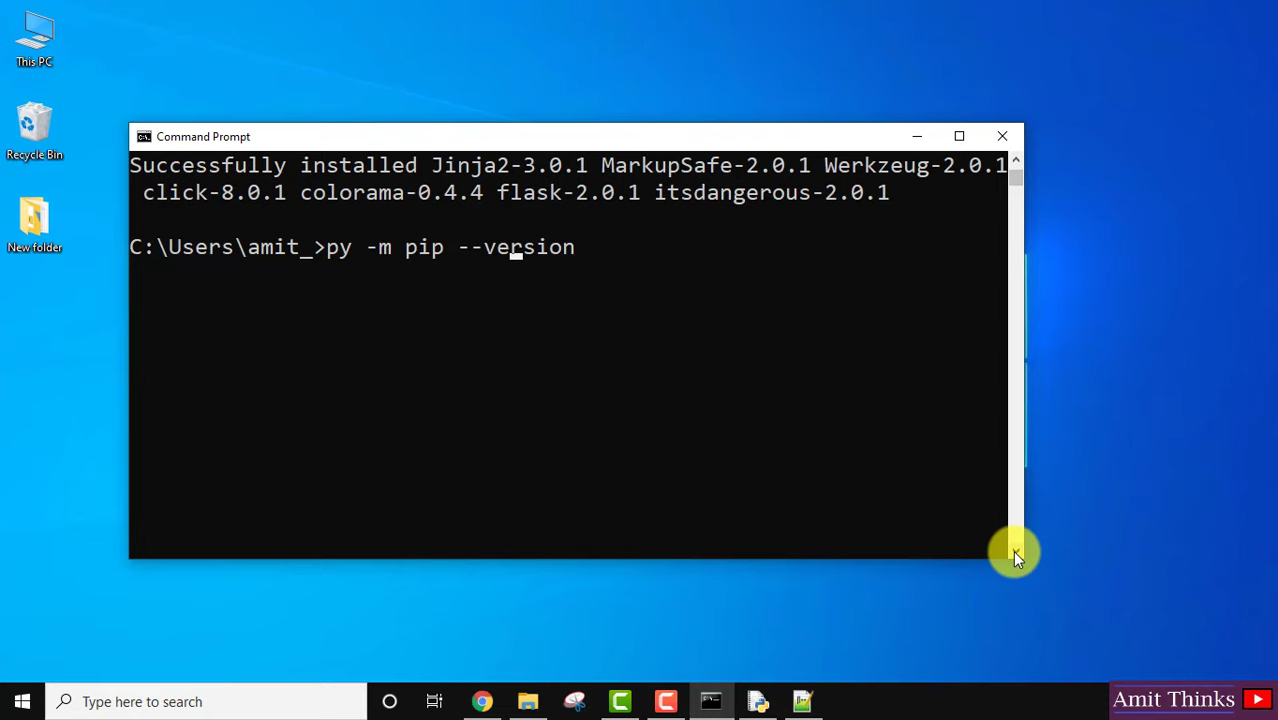 This PC
Recycle Bin
New folder
Command Prompt
Successfully installed Jinja2-3.0.1 MarkupSafe-2.0.1 Werkzeug-2.0.1
click-8.0.1 colorama-0.4.4 flask-2.0.1 itsdangerous-2.0.1
C:\Users\amit_>py -m pip --version
Type here to search
Amit Thinks